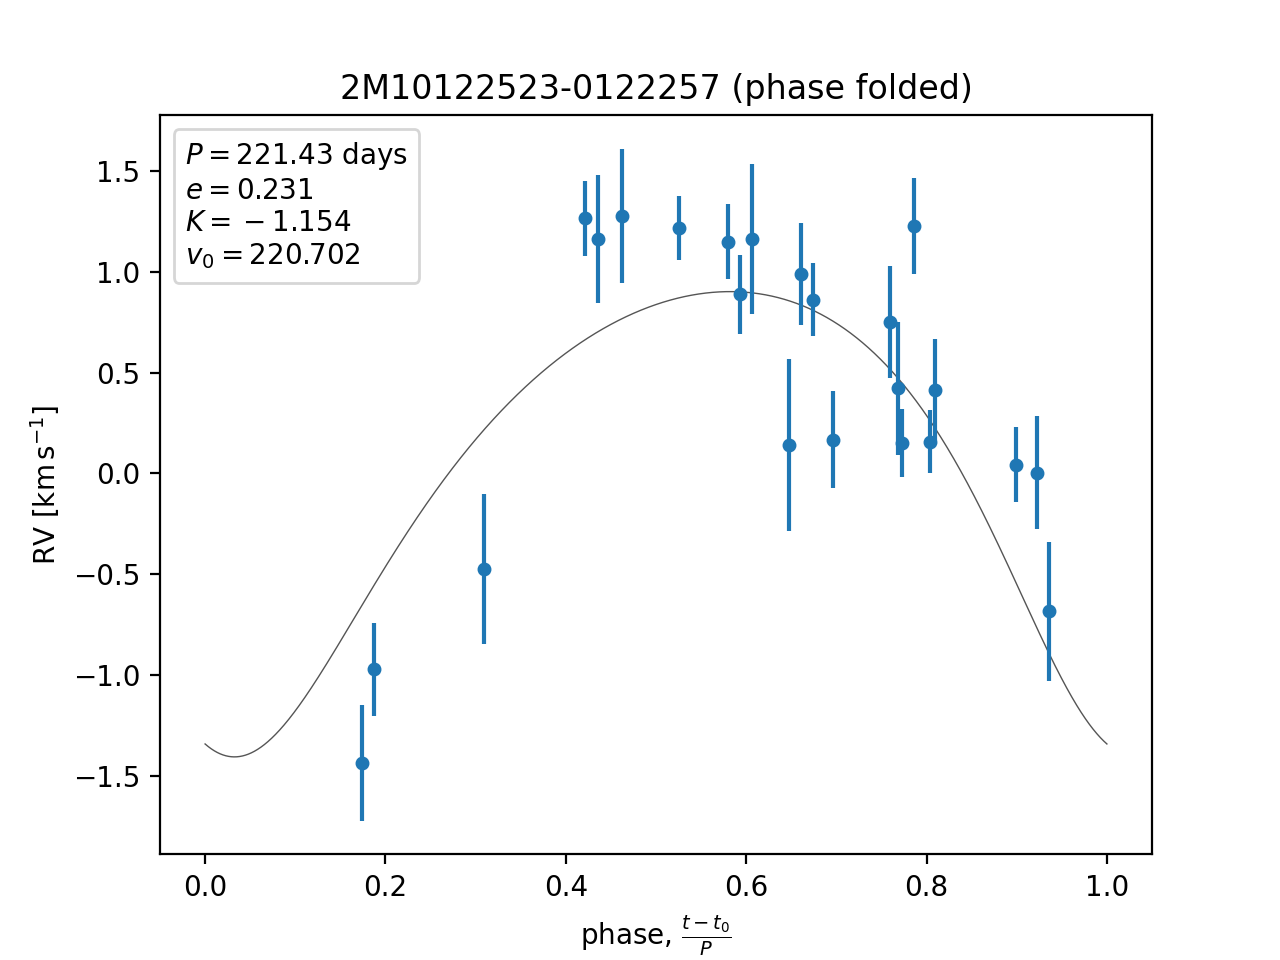 2M10122523-0122257 (phase folded)
P = 221.43 days
e = 0.231
K = −1.154
v₀ = 220.702
1.5
1.0
0.5
0.0
−0.5
−1.0
−1.5
RV [km s⁻¹]
0.0 0.2 0.4 0.6 0.8 1.0
phase, (t − t₀)/P